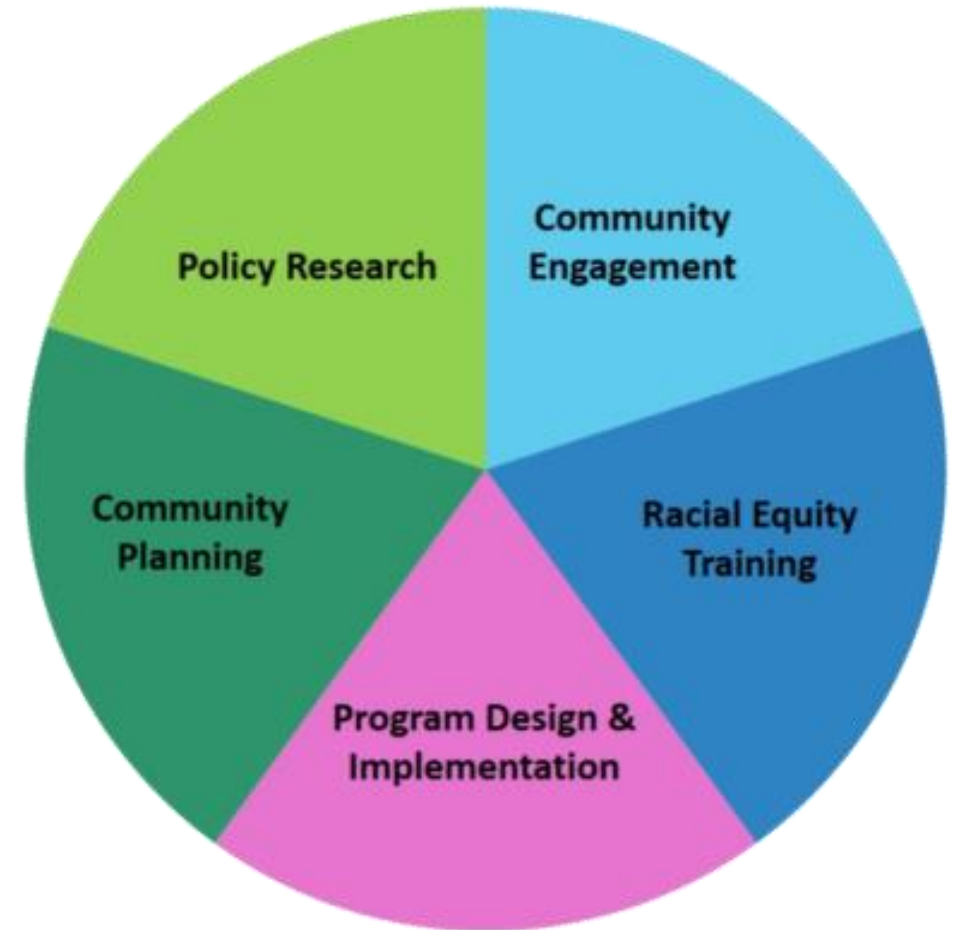 Community
Engagement
Racial Equity
Training
Program Design &
Implementation
Community
Planning
Policy Research